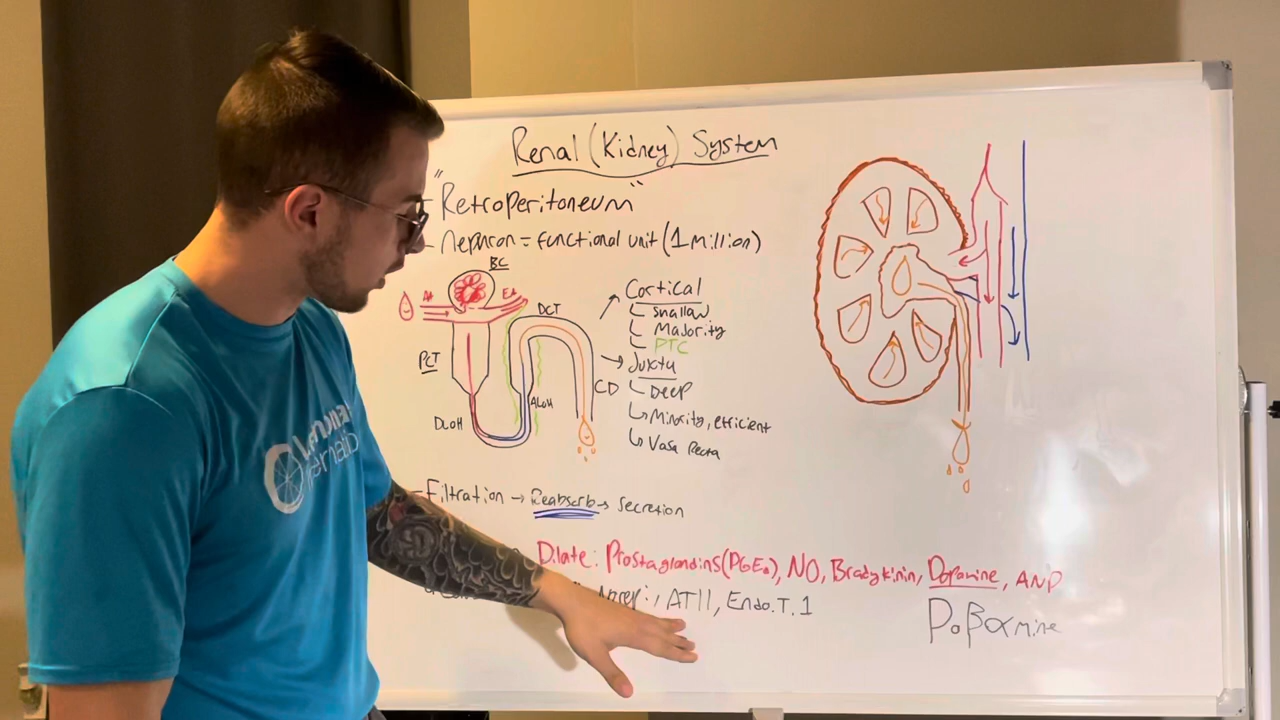 Renal (Kidney) System
"Retroperitoneum"
- Nephron = functional unit (1 Million)
BC
AA
EA
DCT
PCT
DLoH
ALoH
CD
Cortical
Shallow
Majority
PTC
Juxta
Deep
Minority, efficient
Vasa Recta
- Filtration → Reabsorb → Secretion
Dilate: Prostaglandins (PGE2), NO, Bradykinin, Dopamine, ANP
AT11, Endo.T.1
DoβαMine